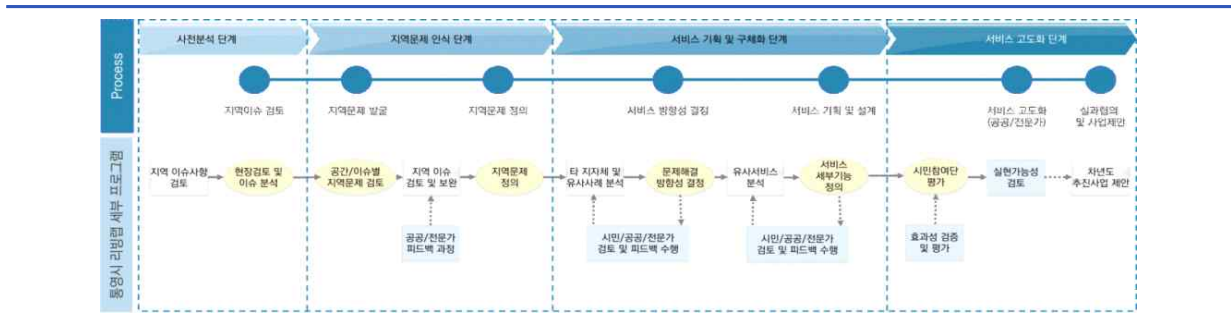 사전분석 단계
지역문제 인식 단계
서비스 기획 및 구체화 단계
서비스 고도화 단계
Process
지역이슈 검토
지역문제 발굴
지역문제 정의
서비스 방향성 결정
서비스 기획 및 설계
서비스 고도화
(공공/전문가)
실과협의
및 사업제안
통영시 리빙랩 세부 프로그램
지역 이슈사항
검토
현장검토 및
이슈 분석
공간/이슈별
지역문제 검토
지역 이슈
검토 및 보완
지역문제
정의
타 지자체 및
유사사례 분석
문제해결
방향성 결정
유사서비스
분석
서비스
세부기능
정의
시민참여단
평가
실현가능성
검토
차년도
추진사업 제안
공공/전문가
피드백 과정
시민/공공/전문가
검토 및 피드백 수행
시민/공공/전문가
검토 및 피드백 수행
효과성 검증
및 평가